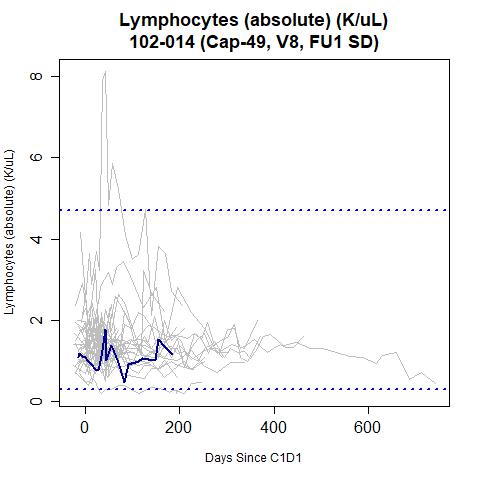 Lymphocytes (absolute) (K/uL)
102-014 (Cap-49, V8, FU1 SD)
Lymphocytes (absolute) (K/uL)
8
6
4
2
0
0 200 400 600
Days Since C1D1